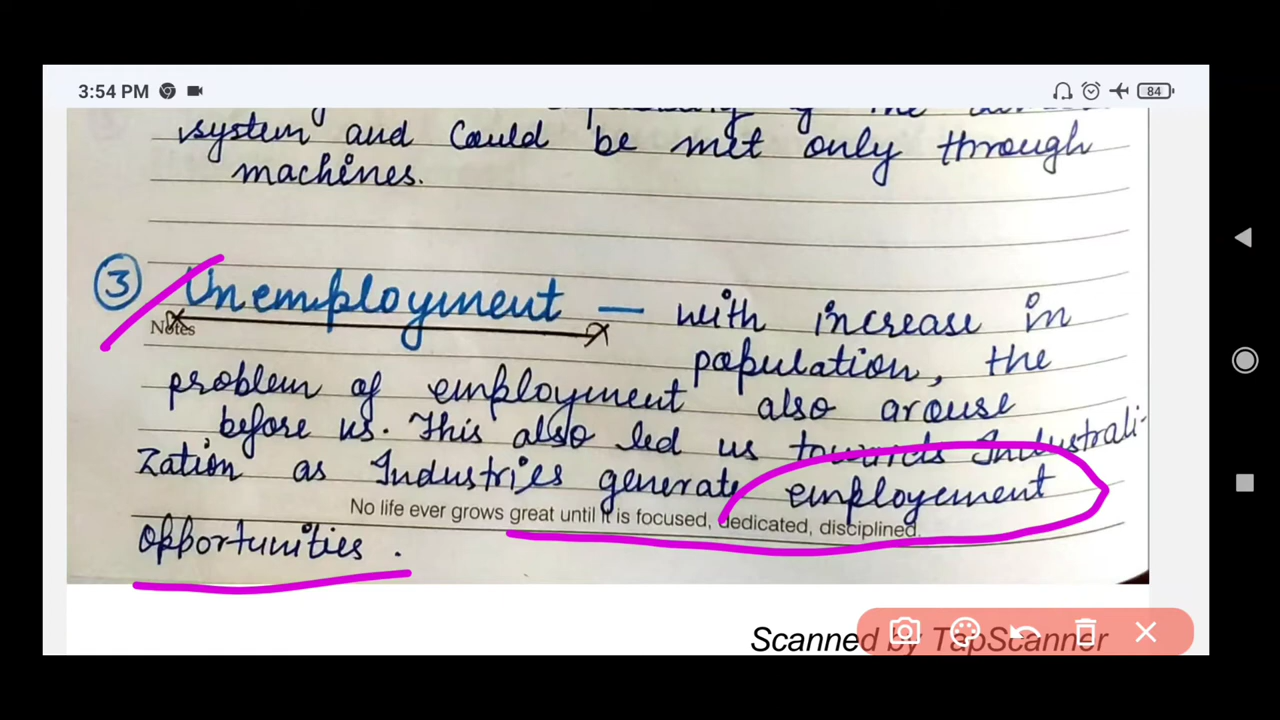 3:54 PM
84
system and could be met only through
machines.
3 Unemployment — with increase in
Notes
population, the
problem of employment also arouse
before us. This also led us towards Industrali-
zation as Industries generate employement
No life ever grows great until it is focused, dedicated, disciplined.
opportunities.
Scanned by TapScanner